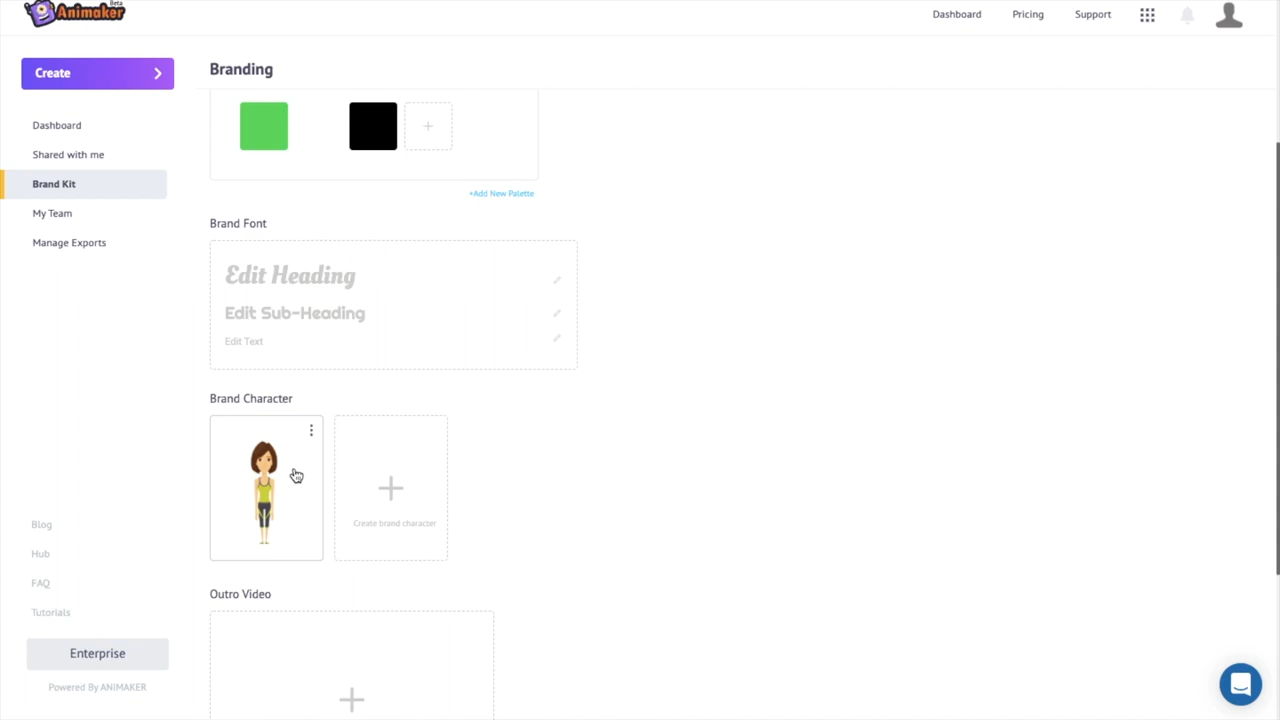 Beta
Animaker
Dashboard
Pricing
Support
Create
Branding
Dashboard
Shared with me
Brand Kit
My Team
Manage Exports
+Add New Palette
Brand Font
Edit Heading
Edit Sub-Heading
Edit Text
Brand Character
Create brand character
Outro Video
Blog
Hub
FAQ
Tutorials
Enterprise
Powered By ANIMAKER